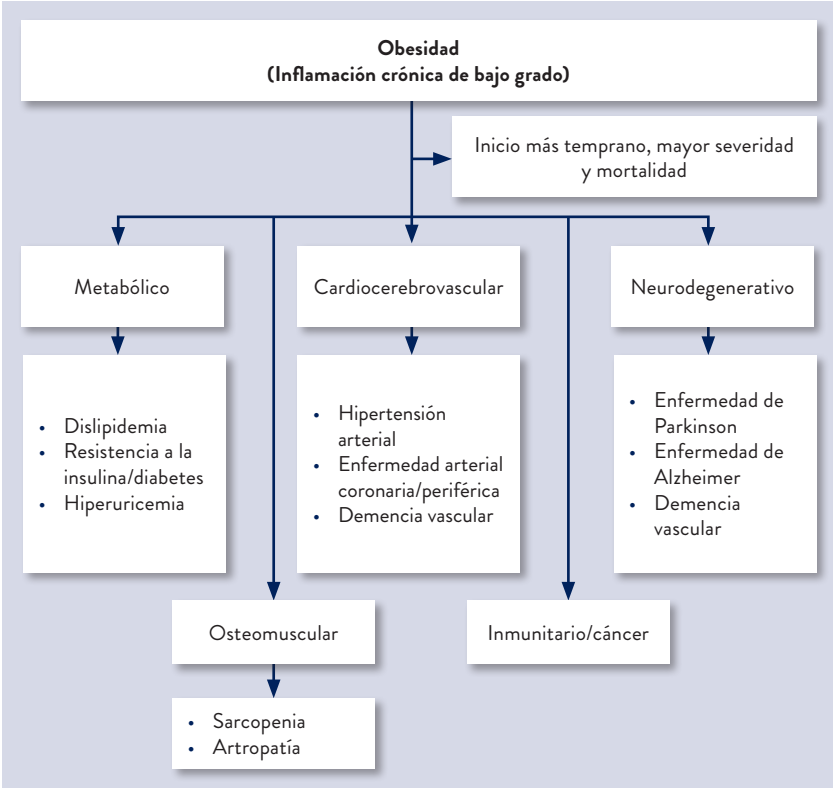 Obesidad
(Inflamación crónica de bajo grado)
Inicio más temprano, mayor severidad
y mortalidad
Metabólico
Cardiocerebrovascular
Neurodegenerativo
• Dislipidemia
• Resistencia a la
insulina/diabetes
• Hiperuricemia
• Hipertensión
arterial
• Enfermedad arterial
coronaria/periférica
• Demencia vascular
• Enfermedad de
Parkinson
• Enfermedad de
Alzheimer
• Demencia
vascular
Osteomuscular
Inmunitario/cáncer
• Sarcopenia
• Artropatía